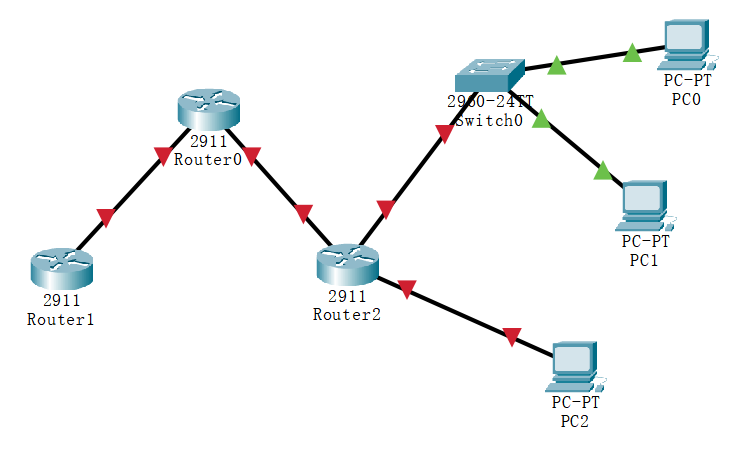 PC-PT
PC0
2960-24TT
Switch0
2911
Router0
PC-PT
PC1
2911
Router1
2911
Router2
PC-PT
PC2